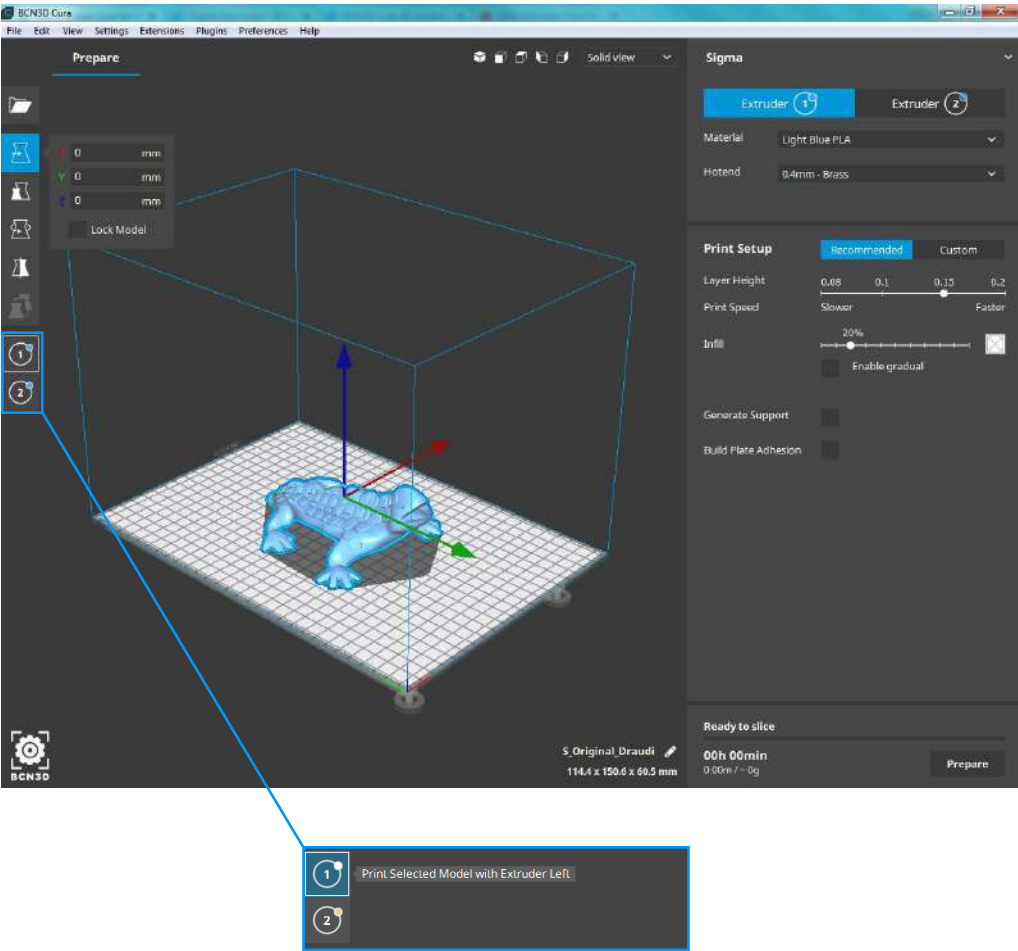 BCN3D Cura
File Edit View Settings Extensions Plugins Preferences Help
Prepare
Solid view
Sigma
Extruder 1 Extruder 2
Material Light Blue PLA
Hotend 0.4mm - Brass
X 0 mm
Y 0 mm
Z 0 mm
Lock Model
Print Setup Recommended Custom
Layer Height 0.08 0.1 0.15 0.2
Print Speed Slower Faster
Infill 20%
Enable gradual
Generate Support
Build Plate Adhesion
1
2
BCN3D
S_Original_Draudi
114.4 x 150.6 x 60.5 mm
Ready to slice
00h 00min
0.00m / ~ 0g
Prepare
1 Print Selected Model with Extruder Left
2